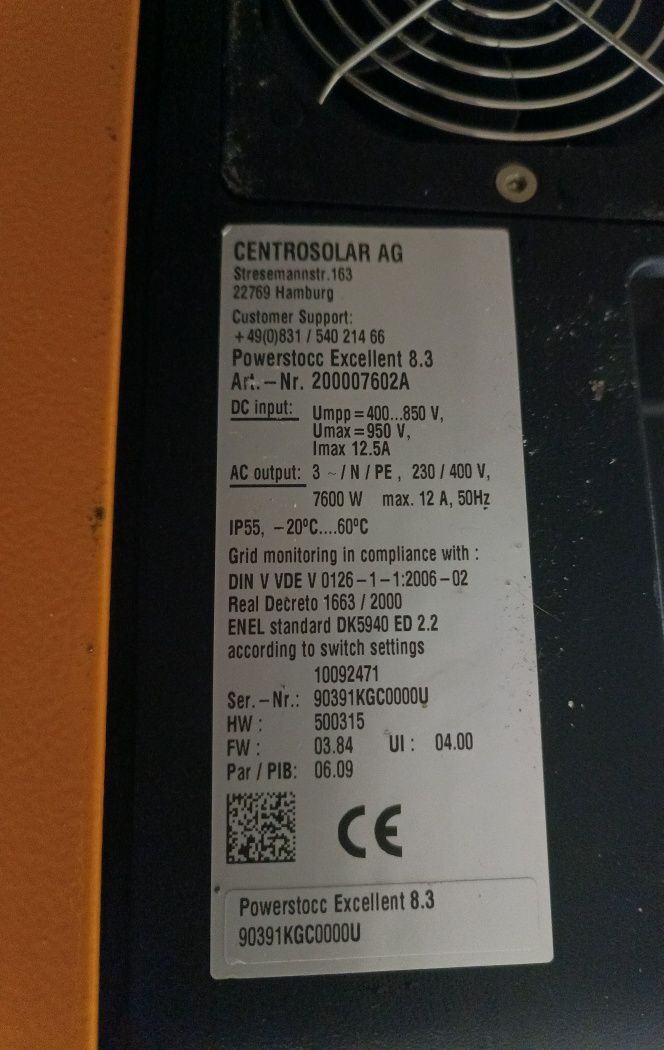 CENTROSOLAR AG
Stresemannstr.163
22769 Hamburg
Customer Support:
+49(0)831 / 540 214 66
Powerstocc Excellent 8.3
Art.-Nr. 200007602A
DC input: Umpp=400...850 V,
Umax=950 V,
Imax 12.5A
AC output: 3 ~/ N / PE , 230 / 400 V,
7600 W max. 12 A, 50Hz
IP55, -20ºC....60ºC
Grid monitoring in compliance with :
DIN V VDE V 0126-1-1:2006-02
Real Decreto 1663 / 2000
ENEL standard DK5940 ED 2.2
according to switch settings
10092471
Ser.-Nr.: 90391KGC0000U
HW : 500315
FW : 03.84 UI : 04.00
Par / PIB: 06.09
CE
Powerstocc Excellent 8.3
90391KGC0000U